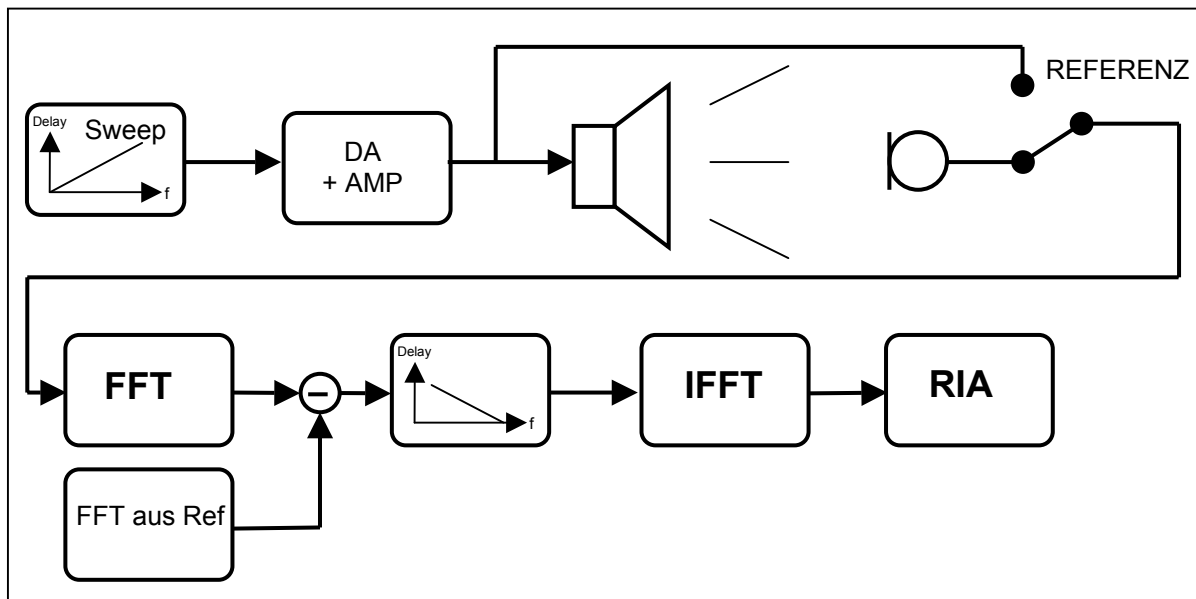 REFERENZ
Delay
Sweep
f
DA
+ AMP
FFT
–
Delay
f
IFFT
RIA
FFT aus Ref